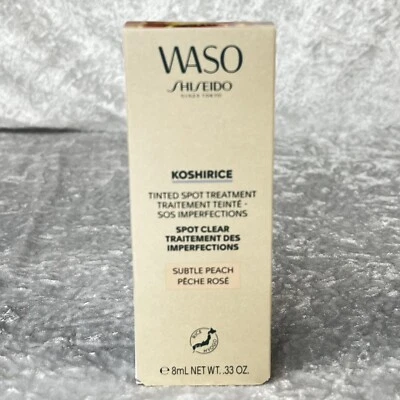 WASO
SHISEIDO
GINZA TOKYO
KOSHIRICE
TINTED SPOT TREATMENT
TRAITEMENT TEINTÉ -
SOS IMPERFECTIONS
SPOT CLEAR
TRAITEMENT DES
IMPERFECTIONS
SUBTLE PEACH
PÊCHE ROSÉ
RICE
℮ 8mL NET WT. .33 OZ.